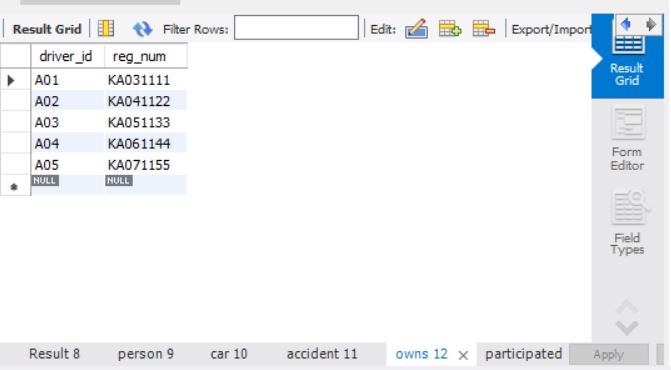 Result Grid Filter Rows: Edit: Export/Import
driver_id reg_num
A01 KA031111
A02 KA041122
A03 KA051133
A04 KA061144
A05 KA071155
NULL NULL
Result Grid
Form Editor
Field Types
Result 8 person 9 car 10 accident 11 owns 12 × participated Apply